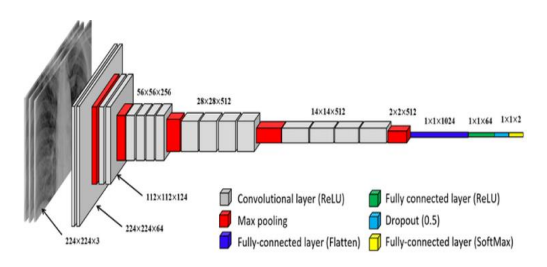 56×56×256
28×28×512
14×14×512
2×2×512
1×1×1024
1×1×64
1×1×2
112×112×124
224×224×64
224×224×3
Convolutional layer (ReLU)
Max pooling
Fully-connected layer (Flatten)
Fully connected layer (ReLU)
Dropout (0.5)
Fully-connected layer (SoftMax)